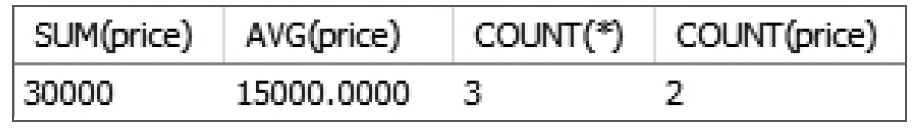 SUM(price) AVG(price) COUNT(*) COUNT(price)
30000 15000.0000 3 2